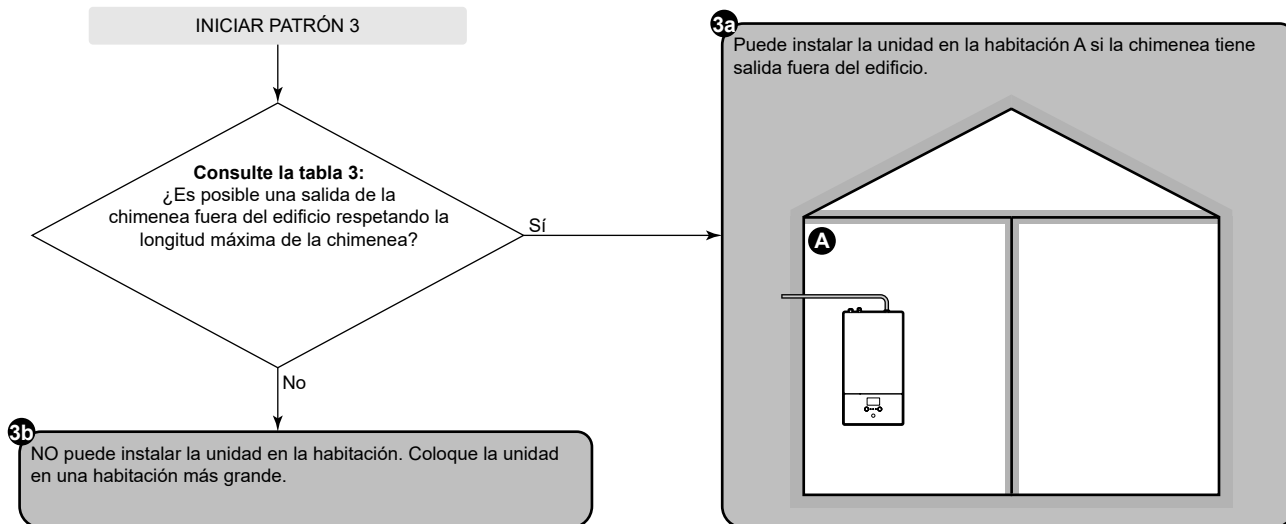 INICIAR PATRÓN 3
Consulte la tabla 3:
¿Es posible una salida de la
chimenea fuera del edificio respetando la
longitud máxima de la chimenea?
Sí
No
3a
Puede instalar la unidad en la habitación A si la chimenea tiene
salida fuera del edificio.
A
3b
NO puede instalar la unidad en la habitación. Coloque la unidad
en una habitación más grande.